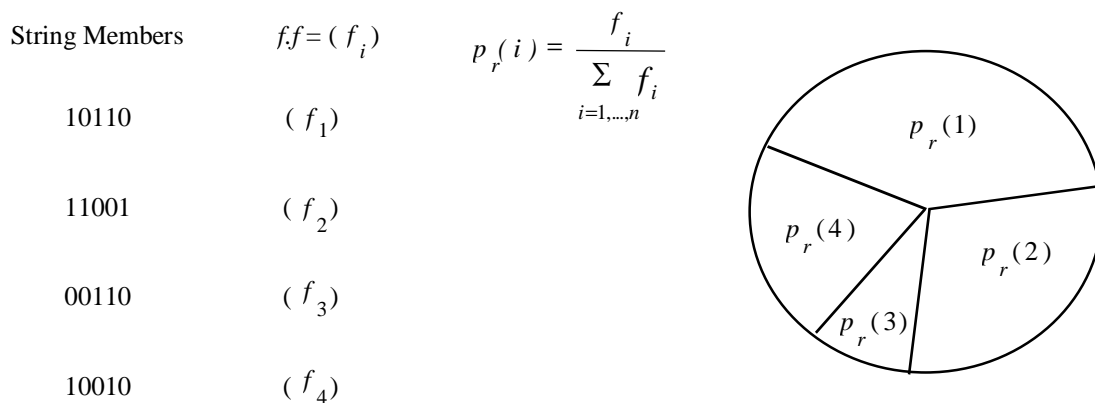 String Members f.f = ( f_i ) p_r( i ) = f_i / Σ_{i=1,...,n} f_i
10110 ( f_1 )
11001 ( f_2 )
00110 ( f_3 )
10010 ( f_4 )
p_r(1)
p_r(4)
p_r(2)
p_r(3)